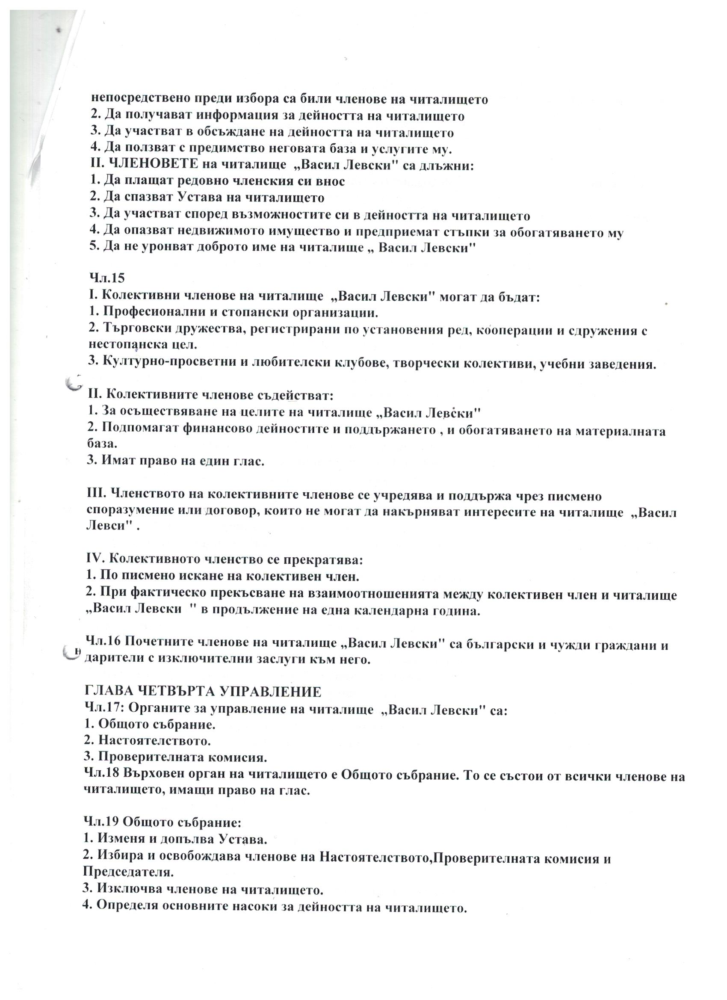 непосредствено преди избора са били членове на читалището
2. Да получават информация за дейността на читалището
3. Да участват в обсъждане на дейността на читалището
4. Да ползват с предимство неговата база и услугите му.
II. ЧЛЕНОВЕТЕ на читалище „Васил Левски" са длъжни:
1. Да плащат редовно членския си внос
2. Да спазват Устава на читалището
3. Да участват според възможностите си в дейността на читалището
4. Да опазват недвижимото имущество и предприемат стъпки за обогатяването му
5. Да не уронват доброто име на читалище „ Васил Левски"
Чл.15
I. Колективни членове на читалище „Васил Левски" могат да бъдат:
1. Професионални и стопански организации.
2. Търговски дружества, регистрирани по установения ред, кооперации и сдружения с
нестопанска цел.
3. Културно-просветни и любителски клубове, творчески колективи, учебни заведения.
II. Колективните членове съдействат:
1. За осъществяване на целите на читалище „Васил Левски"
2. Подпомагат финансово дейностите и поддържането , и обогатяването на материалната
база.
3. Имат право на един глас.
III. Членството на колективните членове се учредява и поддържа чрез писмено
споразумение или договор, които не могат да накърняват интересите на читалище „Васил
Левси" .
IV. Колективното членство се прекратява:
1. По писмено искане на колективен член.
2. При фактическо прекъсване на взаимоотношенията между колективен член и читалище
„Васил Левски " в продължение на една календарна година.
Чл.16 Почетните членове на читалище „Васил Левски" са български и чужди граждани и
дарители с изключителни заслуги към него.
ГЛАВА ЧЕТВЪРТА УПРАВЛЕНИЕ
Чл.17: Органите за управление на читалище „Васил Левски" са:
1. Общото събрание.
2. Настоятелството.
3. Проверителната комисия.
Чл.18 Върховен орган на читалището е Общото събрание. То се състои от всички членове на
читалището, имащи право на глас.
Чл.19 Общото събрание:
1. Изменя и допълва Устава.
2. Избира и освобождава членове на Настоятелството,Проверителната комисия и
Председателя.
3. Изключва членове на читалището.
4. Определя основните насоки за дейността на читалището.